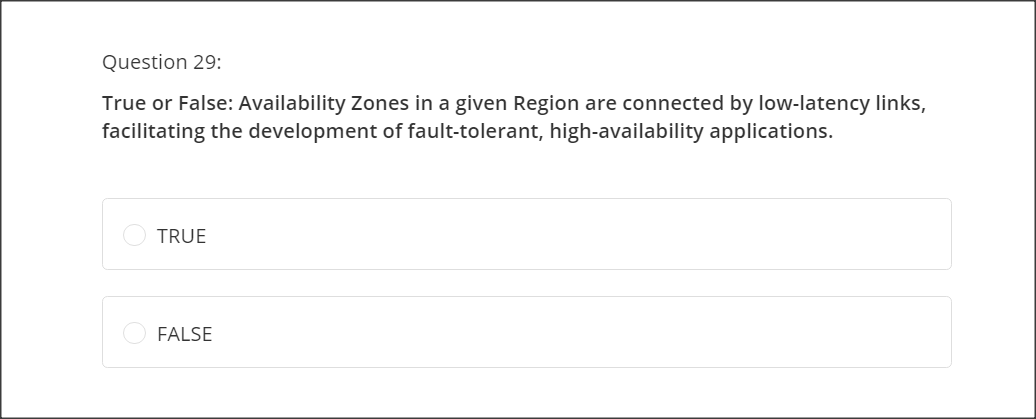 Question 29:
True or False: Availability Zones in a given Region are connected by low-latency links,
facilitating the development of fault-tolerant, high-availability applications.
TRUE
FALSE